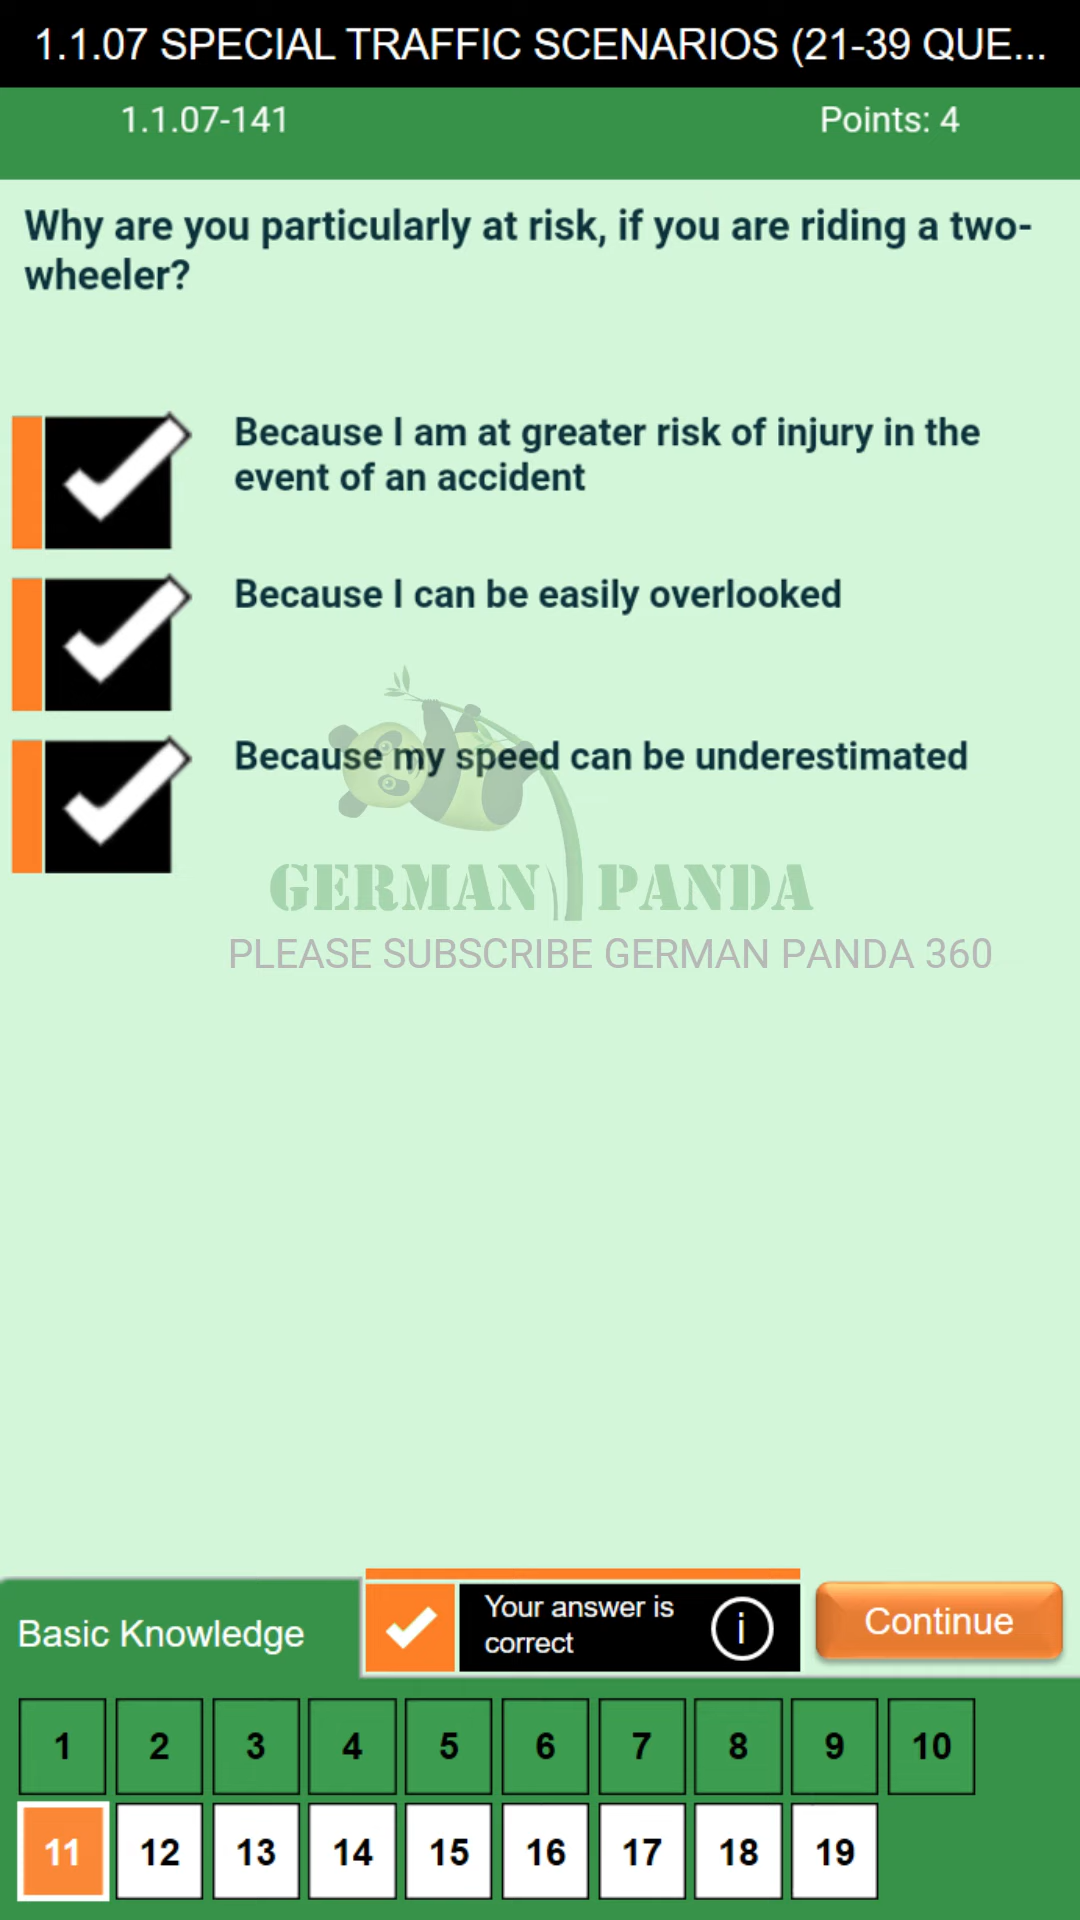 1.1.07 SPECIAL TRAFFIC SCENARIOS (21-39 QUE...
1.1.07-141
Points: 4
Why are you particularly at risk, if you are riding a two-
wheeler?
Because I am at greater risk of injury in the
event of an accident
Because I can be easily overlooked
Because my speed can be underestimated
GERMAN PANDA
PLEASE SUBSCRIBE GERMAN PANDA 360
Basic Knowledge
Your answer is
correct
i
Continue
1 2 3 4 5 6 7 8 9 10
11 12 13 14 15 16 17 18 19